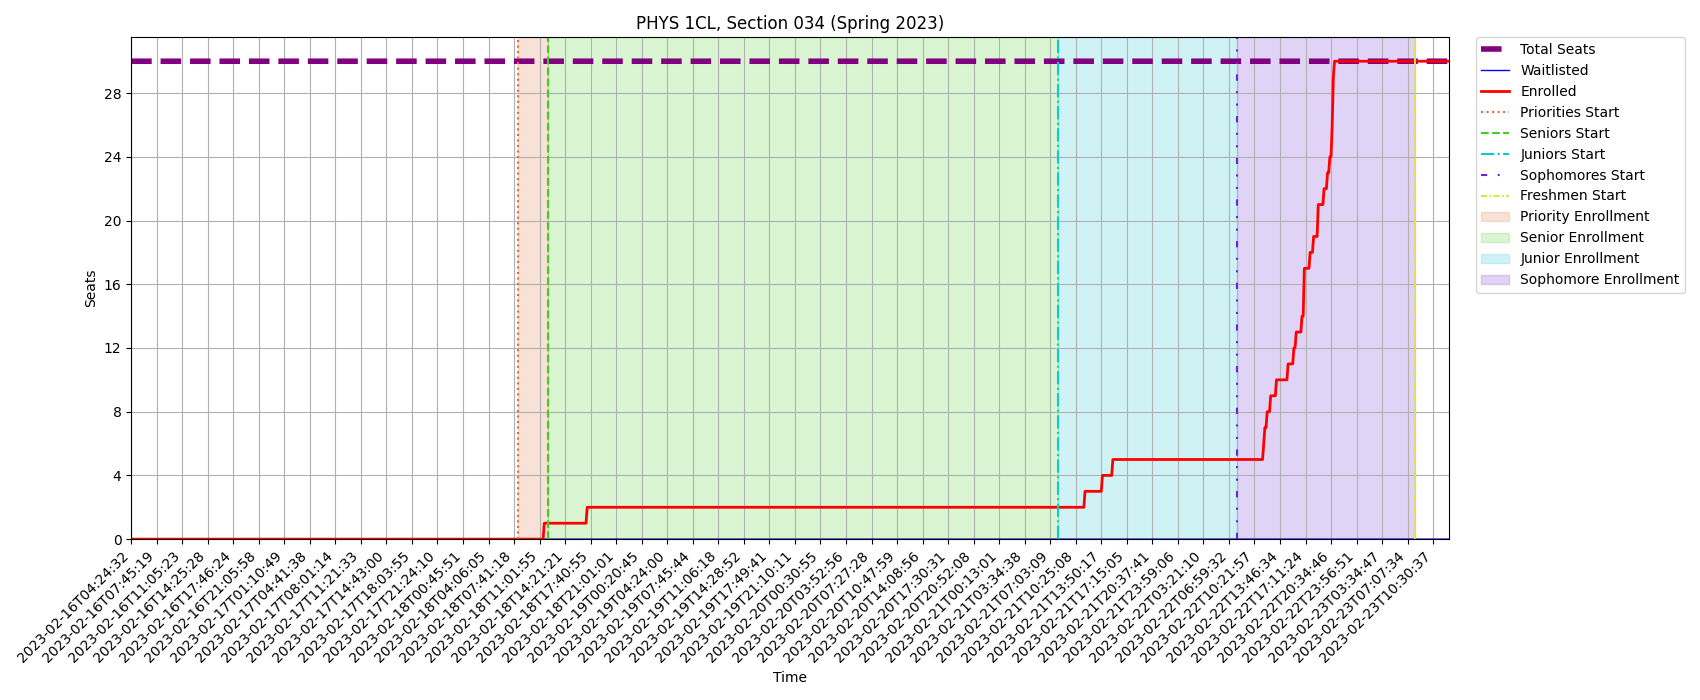 PHYS 1CL, Section 034 (Spring 2023)
Total Seats
Waitlisted
Enrolled
Priorities Start
Seniors Start
Juniors Start
Sophomores Start
Freshmen Start
Priority Enrollment
Senior Enrollment
Junior Enrollment
Sophomore Enrollment
Seats
28
24
20
16
12
8
4
0
2023-02-16T04:24:32
2023-02-16T07:45:19
2023-02-16T11:05:23
2023-02-16T14:25:28
2023-02-16T17:46:24
2023-02-16T21:05:58
2023-02-17T01:10:49
2023-02-17T04:41:38
2023-02-17T08:01:14
2023-02-17T11:21:33
2023-02-17T14:43:00
2023-02-17T18:03:55
2023-02-17T21:24:10
2023-02-18T00:45:51
2023-02-18T04:06:05
2023-02-18T07:41:18
2023-02-18T11:01:55
2023-02-18T14:21:21
2023-02-18T17:40:55
2023-02-18T21:01:01
2023-02-19T00:20:45
2023-02-19T04:24:00
2023-02-19T07:45:44
2023-02-19T11:06:18
2023-02-19T14:28:52
2023-02-19T17:49:41
2023-02-19T21:10:11
2023-02-20T00:30:55
2023-02-20T03:52:56
2023-02-20T07:27:28
2023-02-20T10:47:59
2023-02-20T14:08:56
2023-02-20T17:30:31
2023-02-20T20:52:08
2023-02-21T00:13:01
2023-02-21T03:34:38
2023-02-21T07:03:09
2023-02-21T10:25:08
2023-02-21T13:50:17
2023-02-21T17:15:05
2023-02-21T20:37:41
2023-02-21T23:59:06
2023-02-22T03:21:10
2023-02-22T06:59:32
2023-02-22T10:21:57
2023-02-22T13:46:34
2023-02-22T17:11:24
2023-02-22T20:34:46
2023-02-22T23:56:51
2023-02-23T03:34:47
2023-02-23T07:07:34
2023-02-23T10:30:37
Time